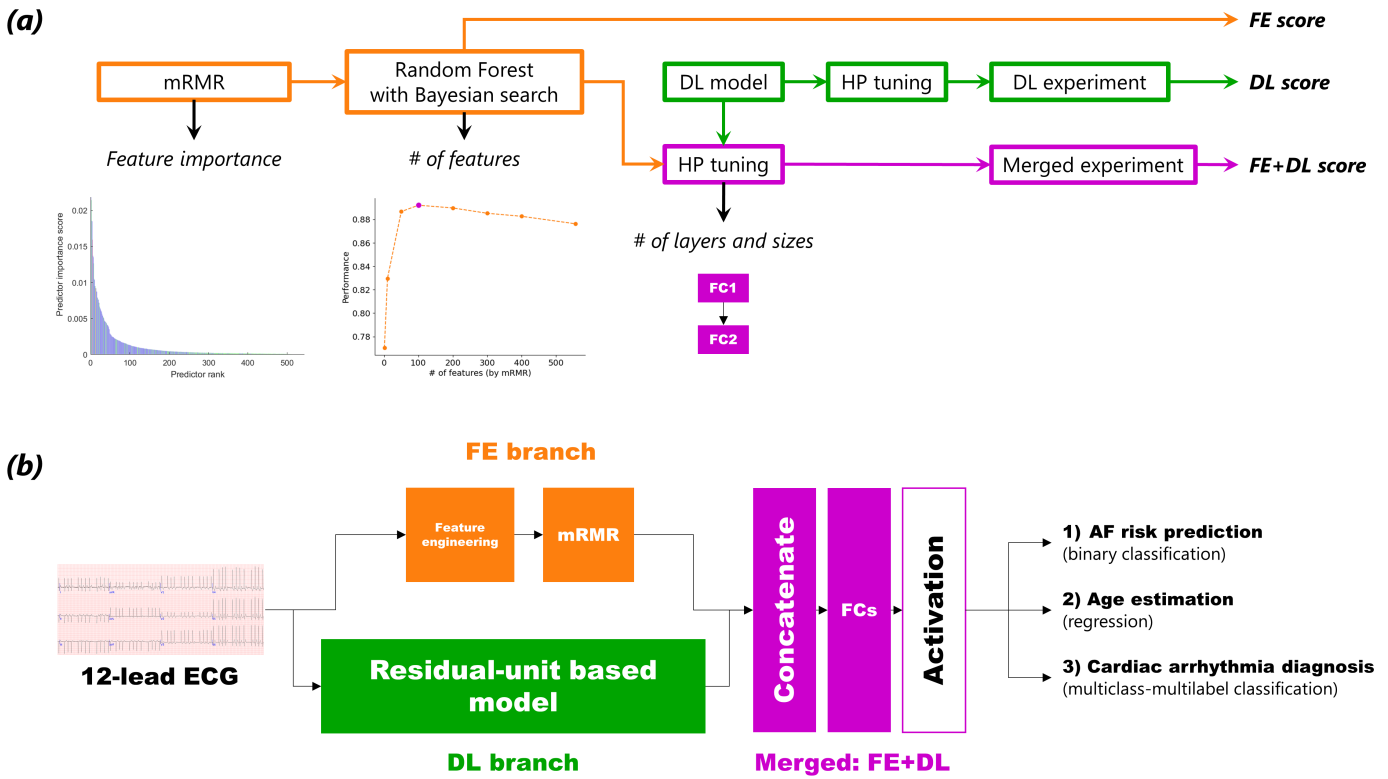 (a)
FE score
mRMR
Random Forest
with Bayesian search
DL model
HP tuning
DL experiment
DL score
Feature importance
# of features
HP tuning
Merged experiment
FE+DL score
# of layers and sizes
FC1
FC2
Predictor importance score
0.02
0.015
0.01
0.005
0
0 100 200 300 400 500
Predictor rank
Performance
0.88
0.86
0.84
0.82
0.80
0.78
0 100 200 300 400 500
# of features (by mRMR)
(b)
FE branch
Feature
engineering
mRMR
12-lead ECG
Residual-unit based
model
DL branch
Concatenate
FCs
Activation
Merged: FE+DL
1) AF risk prediction
(binary classification)
2) Age estimation
(regression)
3) Cardiac arrhythmia diagnosis
(multiclass-multilabel classification)